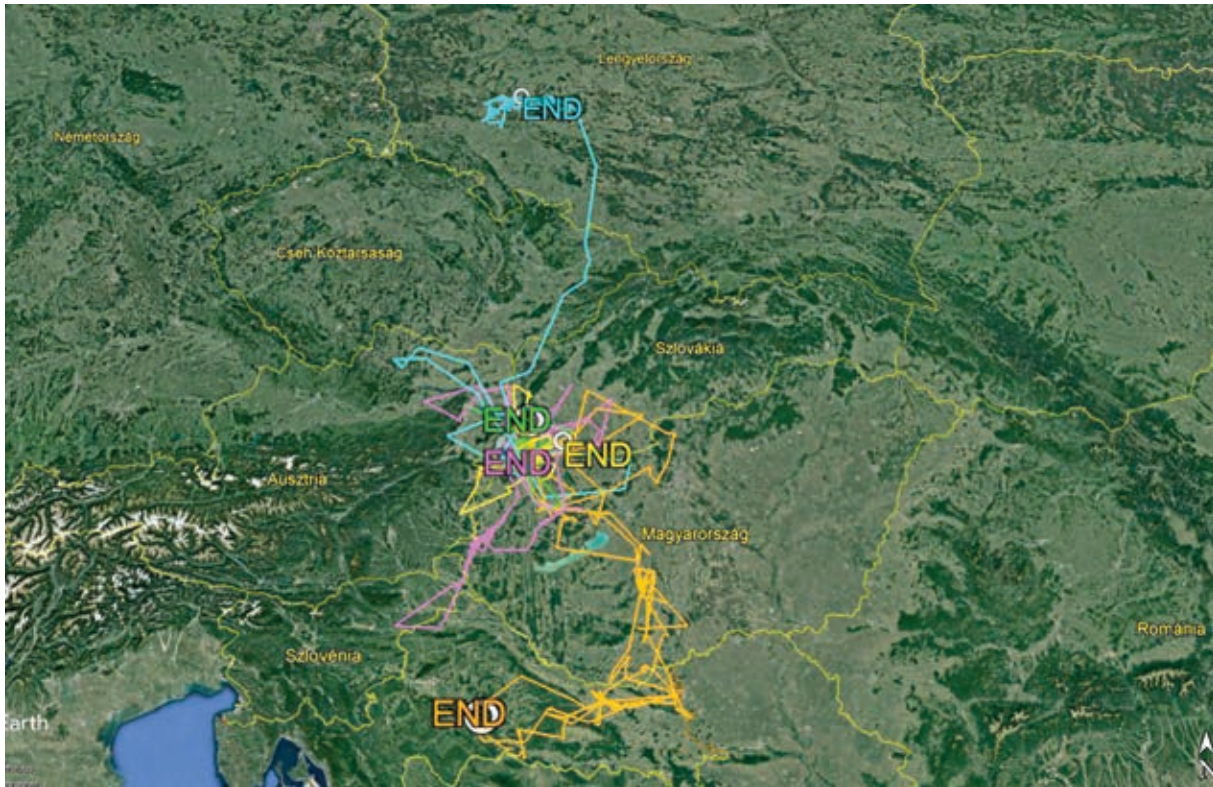 Lengyelország
END
Németország
Cseh Köztársaság
Szlovákia
END
END
END
Ausztria
Magyarország
Románia
Szlovénia
END
earth
N